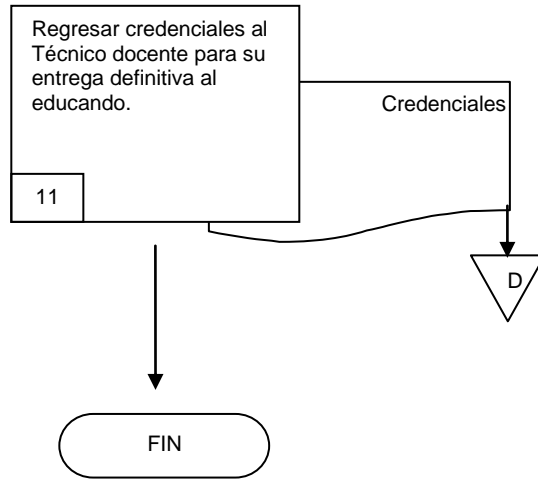 Regresar credenciales al
Técnico docente para su
entrega definitiva al
educando.
Credenciales
11
D
FIN